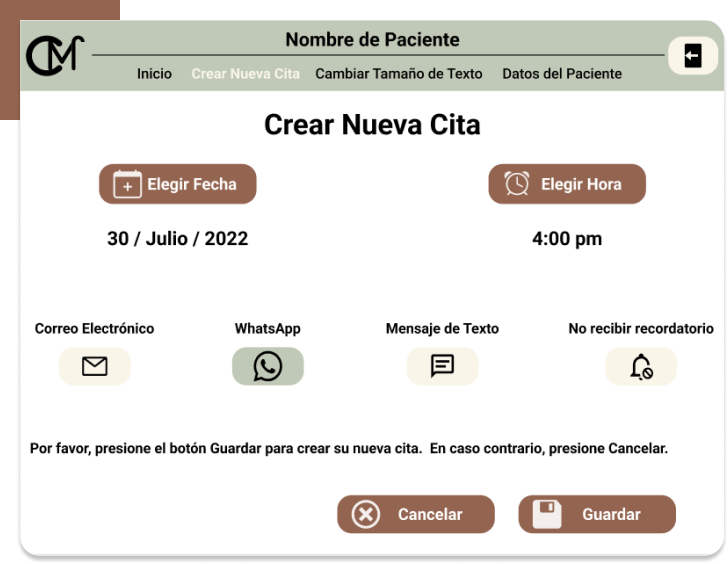 CM
Nombre de Paciente
Inicio Crear Nueva Cita Cambiar Tamaño de Texto Datos del Paciente
Crear Nueva Cita
Elegir Fecha Elegir Hora
30 / Julio / 2022 4:00 pm
Correo Electrónico WhatsApp Mensaje de Texto No recibir recordatorio
Por favor, presione el botón Guardar para crear su nueva cita. En caso contrario, presione Cancelar.
Cancelar Guardar